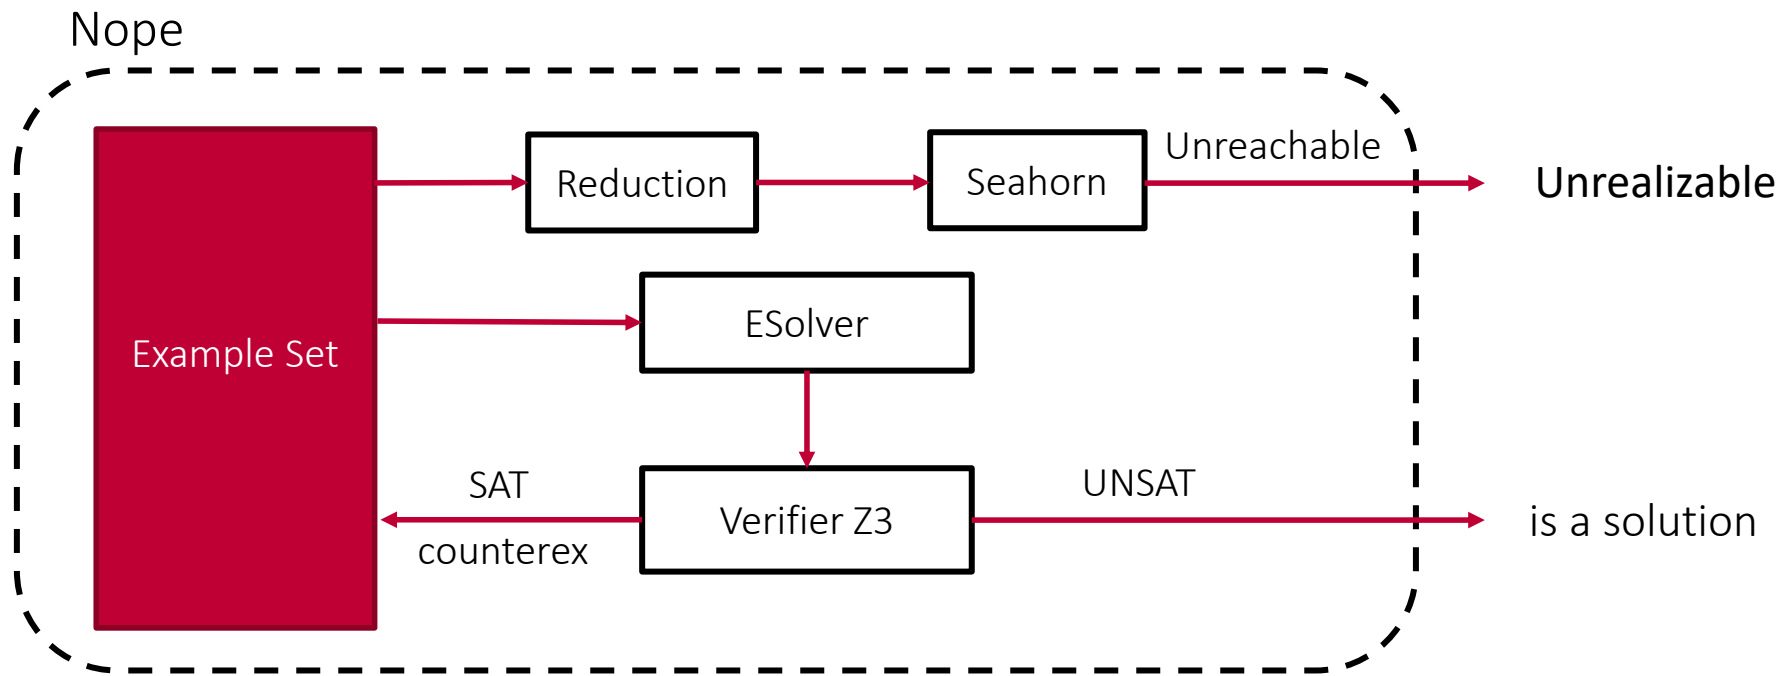 Nope
Unreachable
Reduction
Seahorn
Unrealizable
ESolver
Example Set
SAT
UNSAT
Verifier Z3
is a solution
counterex